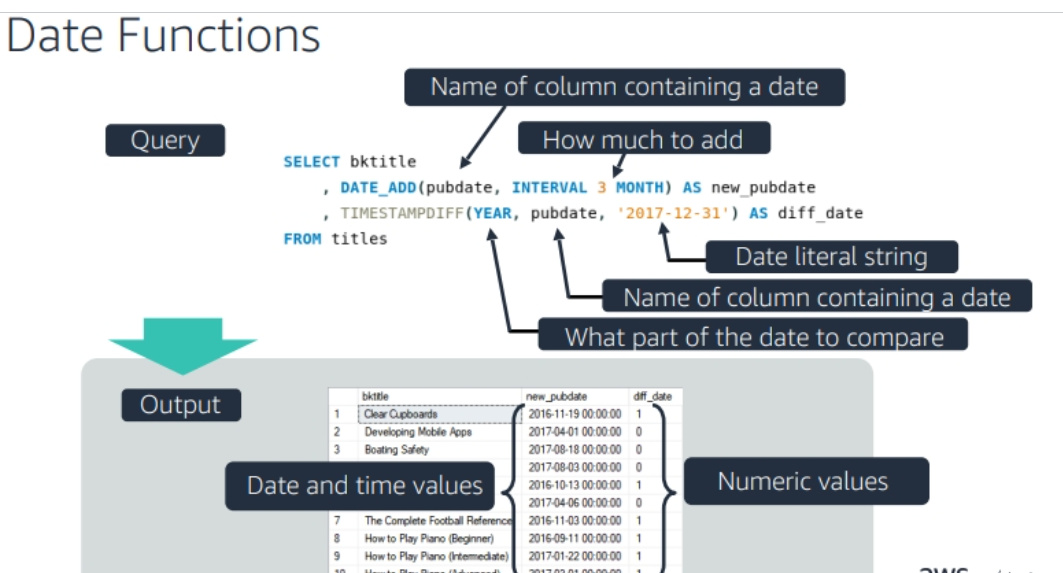 Date Functions
Name of column containing a date
Query
How much to add
SELECT bktitle
, DATE_ADD(pubdate, INTERVAL 3 MONTH) AS new_pubdate
, TIMESTAMPDIFF(YEAR, pubdate, '2017-12-31') AS diff_date
FROM titles
Date literal string
Name of column containing a date
What part of the date to compare
Output
bktitle new_pubdate diff_date
1 Clear Cupboards 2016-11-19 00:00:00 1
2 Developing Mobile Apps 2017-04-01 00:00:00 0
3 Boating Safety 2017-08-18 00:00:00 0
2017-08-03 00:00:00 0
Date and time values
2016-10-13 00:00:00 1
Numeric values
2017-04-06 00:00:00 0
7 The Complete Football Reference 2016-11-03 00:00:00 1
8 How to Play Piano (Beginner) 2016-09-11 00:00:00 1
9 How to Play Piano (Intermediate) 2017-01-22 00:00:00 1
aws